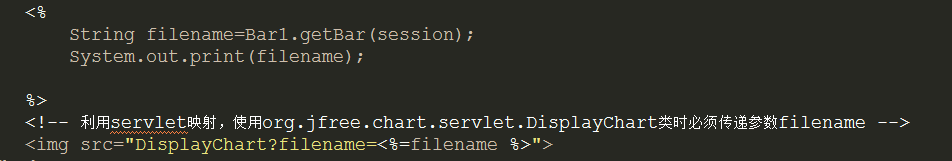 <%
String filename=Bar1.getBar(session);
System.out.print(filename);
%>
<!-- 利用servlet映射，使用org.jfree.chart.servlet.DisplayChart类时必须传递参数filename -->
<img src="DisplayChart?filename=<%=filename %>">